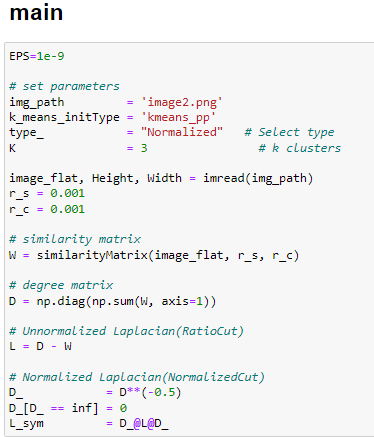 main
EPS=1e-9
# set parameters
img_path         = 'image2.png'
k_means_initType = 'kmeans_pp'
type_            = "Normalized"   # Select type
K                = 3                # k clusters
image_flat, Height, Width = imread(img_path)
r_s = 0.001
r_c = 0.001
# similarity matrix
W = similarityMatrix(image_flat, r_s, r_c)
# degree matrix
D = np.diag(np.sum(W, axis=1))
# Unnormalized Laplacian(RatioCut)
L = D - W
# Normalized Laplacian(NormalizedCut)
D_            = D**(-0.5)
D_[D_ == inf] = 0
L_sym         = D_@L@D_